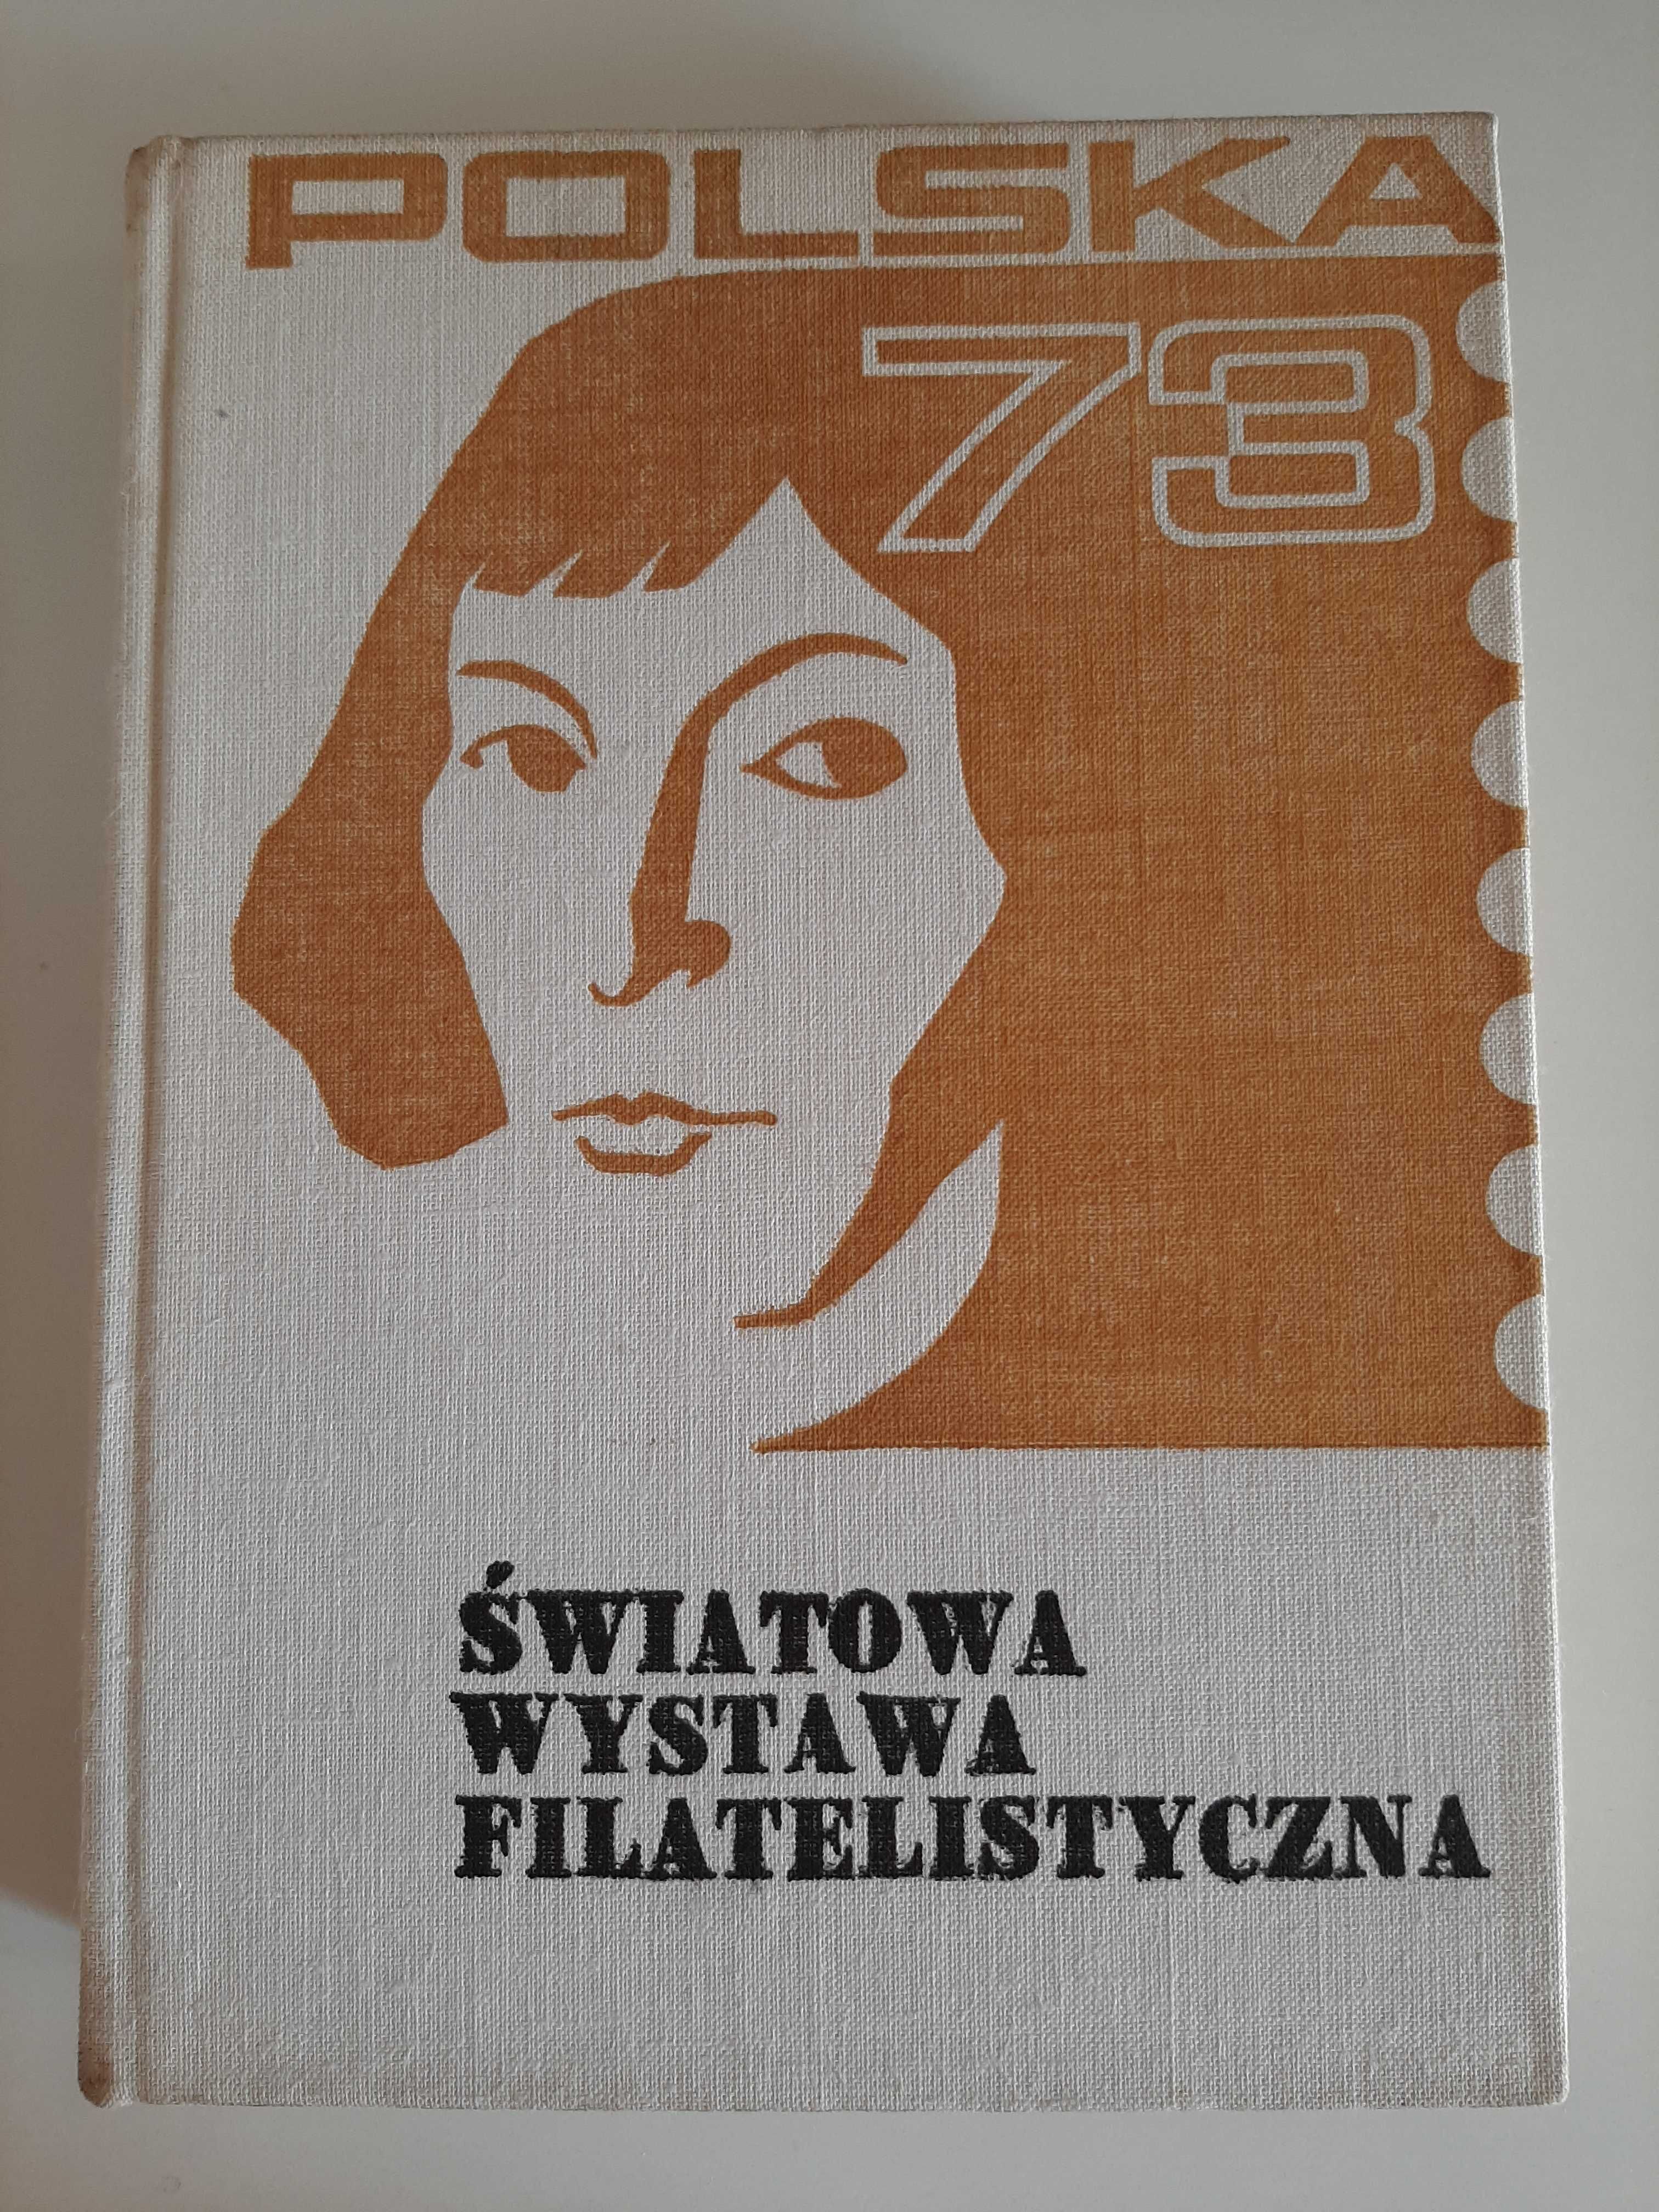 POLSKA
73
ŚWIATOWA
WYSTAWA
FILATELISTYCZNA